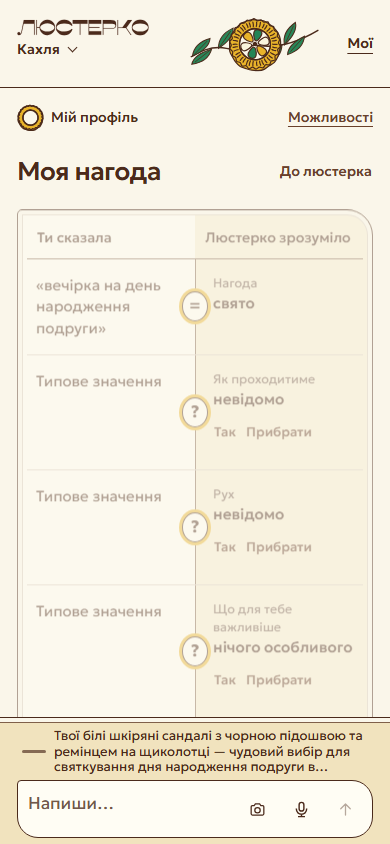 ЛЮСТЕРКО
Кахля
Мої
Мій профіль
Можливості
Моя нагода
До люстерка
Ти сказала
Люстерко зрозуміло
«вечірка на день
народження
подруги»
=
Нагода
свято
Типове значення
?
Як проходитиме
невідомо
Так Прибрати
Типове значення
?
Рух
невідомо
Так Прибрати
Типове значення
?
Що для тебе
важливіше
нічого особливого
Так Прибрати
Твої білі шкіряні сандалі з чорною підошвою та
ремінцем на щиколотці — чудовий вибір для
святкування дня народження подруги в...
Напиши...